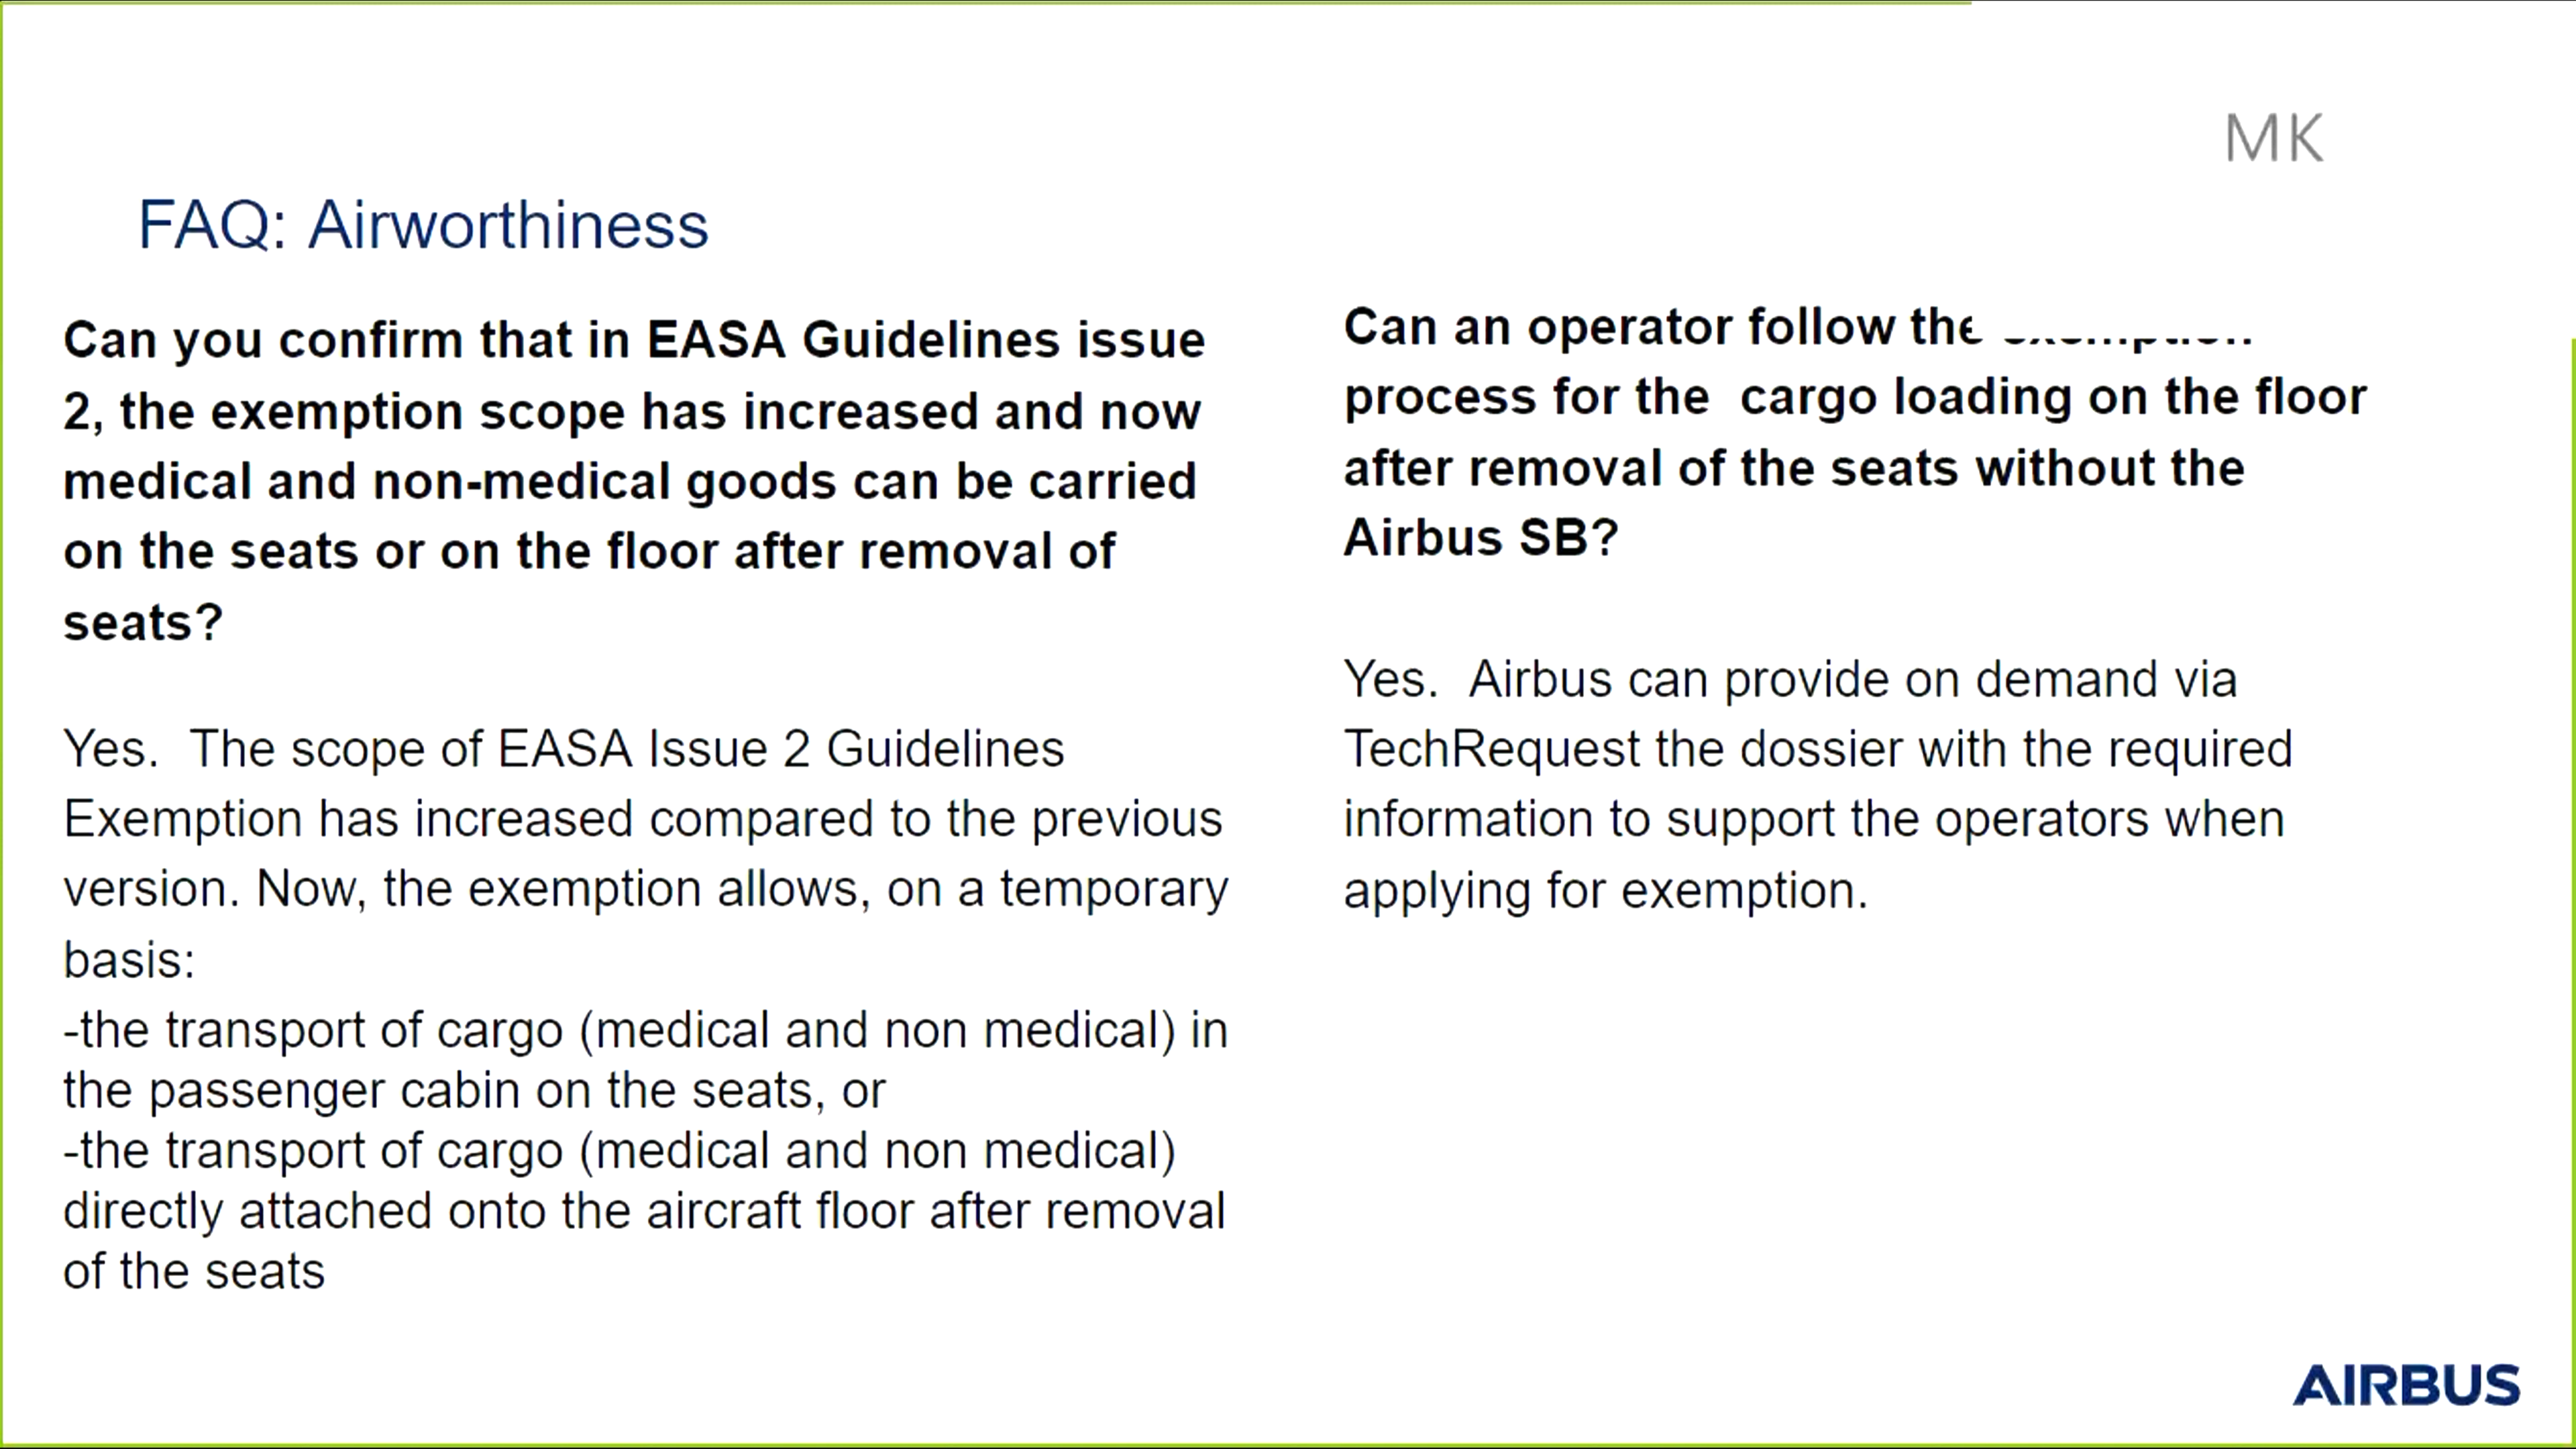 MK
FAQ: Airworthiness
Can you confirm that in EASA Guidelines issue
2, the exemption scope has increased and now
medical and non-medical goods can be carried
on the seats or on the floor after removal of
seats?
Yes.  The scope of EASA Issue 2 Guidelines
Exemption has increased compared to the previous
version. Now, the exemption allows, on a temporary
basis:
-the transport of cargo (medical and non medical) in
the passenger cabin on the seats, or
-the transport of cargo (medical and non medical)
directly attached onto the aircraft floor after removal
of the seats
Can an operator follow the
process for the  cargo loading on the floor
after removal of the seats without the
Airbus SB?
Yes.  Airbus can provide on demand via
TechRequest the dossier with the required
information to support the operators when
applying for exemption.
AIRBUS